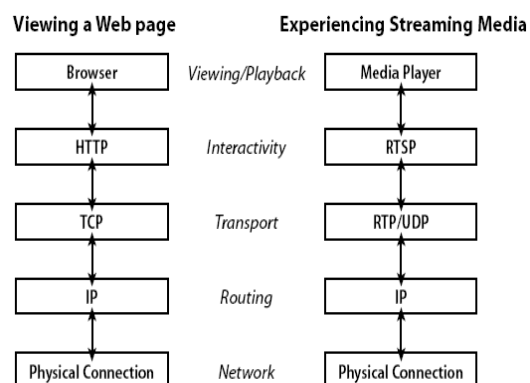 Viewing a Web page
Experiencing Streaming Media
Browser
Viewing/Playback
Media Player
HTTP
Interactivity
RTSP
TCP
Transport
RTP/UDP
IP
Routing
IP
Physical Connection
Network
Physical Connection